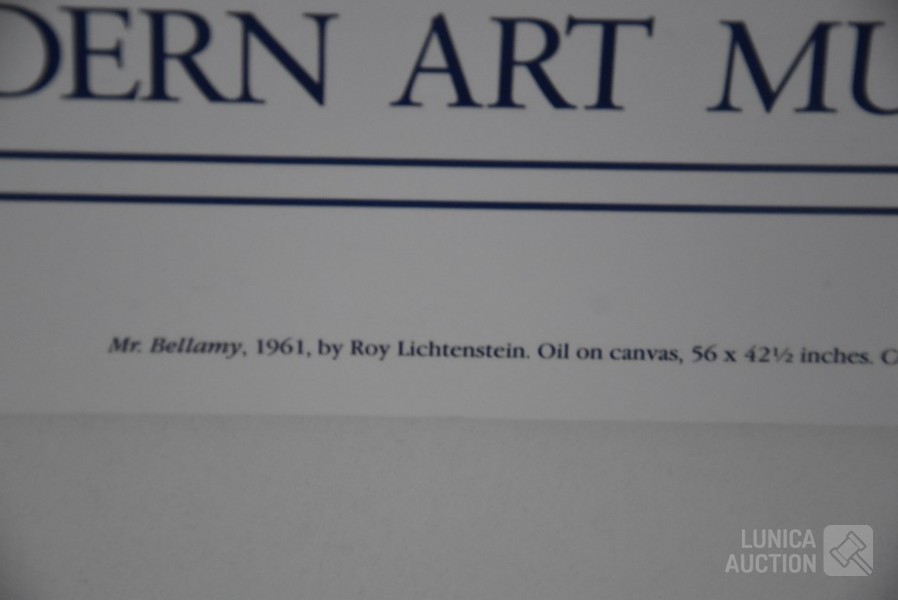 DERN ART MU
Mr. Bellamy, 1961, by Roy Lichtenstein. Oil on canvas, 56 x 42½ inches. C
LUNICA
AUCTION